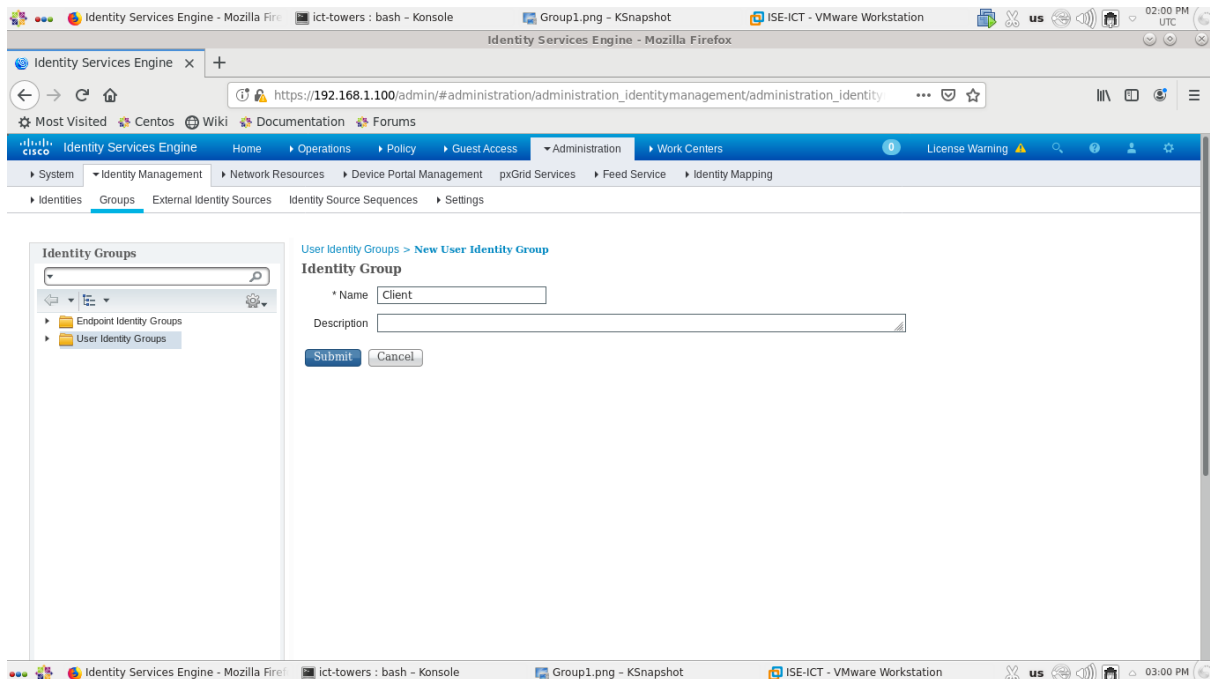 Identity Services Engine - Mozilla Fire
ict-towers : bash – Konsole
Group1.png – KSnapshot
ISE-ICT - VMware Workstation
us
02:00 PM
UTC
Identity Services Engine - Mozilla Firefox
Identity Services Engine
https://192.168.1.100/admin/#administration/administration_identitymanagement/administration_identity
Most Visited Centos Wiki Documentation Forums
CISCO Identity Services Engine Home Operations Policy Guest Access Administration Work Centers 0 License Warning
System Identity Management Network Resources Device Portal Management pxGrid Services Feed Service Identity Mapping
Identities Groups External Identity Sources Identity Source Sequences Settings
Identity Groups
Endpoint Identity Groups
User Identity Groups
User Identity Groups > New User Identity Group
Identity Group
* Name Client
Description
Submit Cancel
Identity Services Engine - Mozilla Firef
ict-towers : bash – Konsole
Group1.png – KSnapshot
ISE-ICT - VMware Workstation
us
03:00 PM